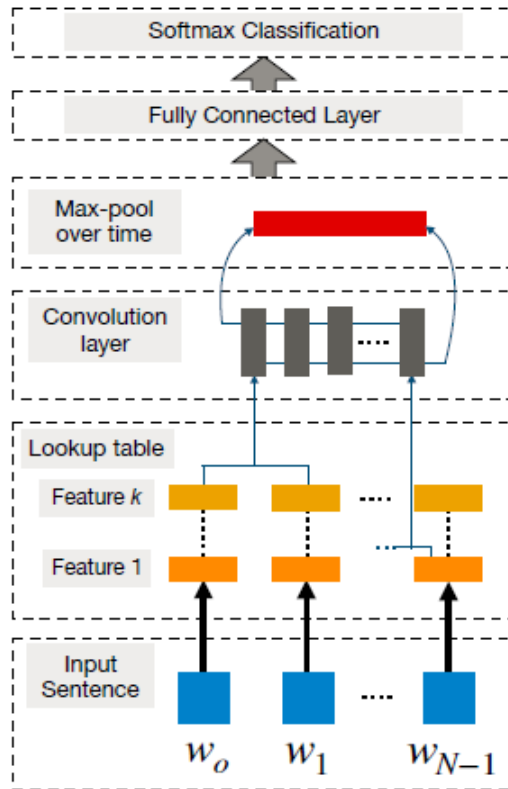 Softmax Classification
Fully Connected Layer
Max-pool
over time
Convolution
layer
Lookup table
Feature k
Feature 1
Input
Sentence
w_o w_1 w_{N-1}